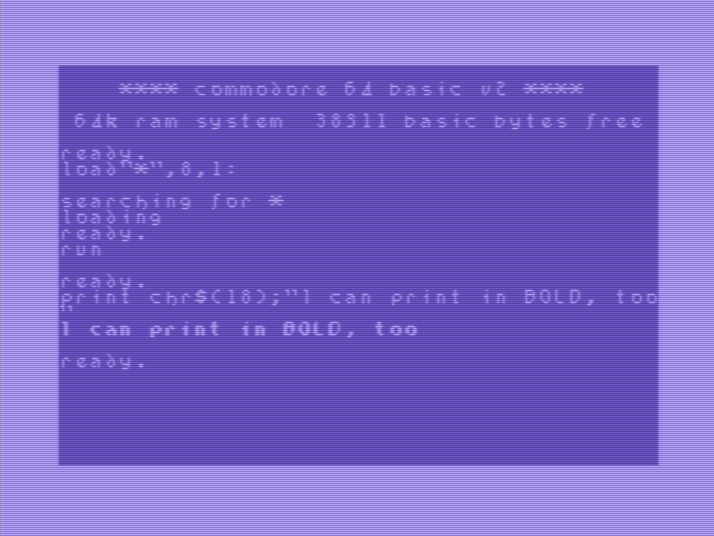 **** commodore 64 basic v2 ****
64k ram system  38911 basic bytes free
ready.
load"*",8,1:
searching for *
loading
ready.
run
ready.
print chr$(18);"I can print in BOLD, too
"
I can print in BOLD, too
ready.